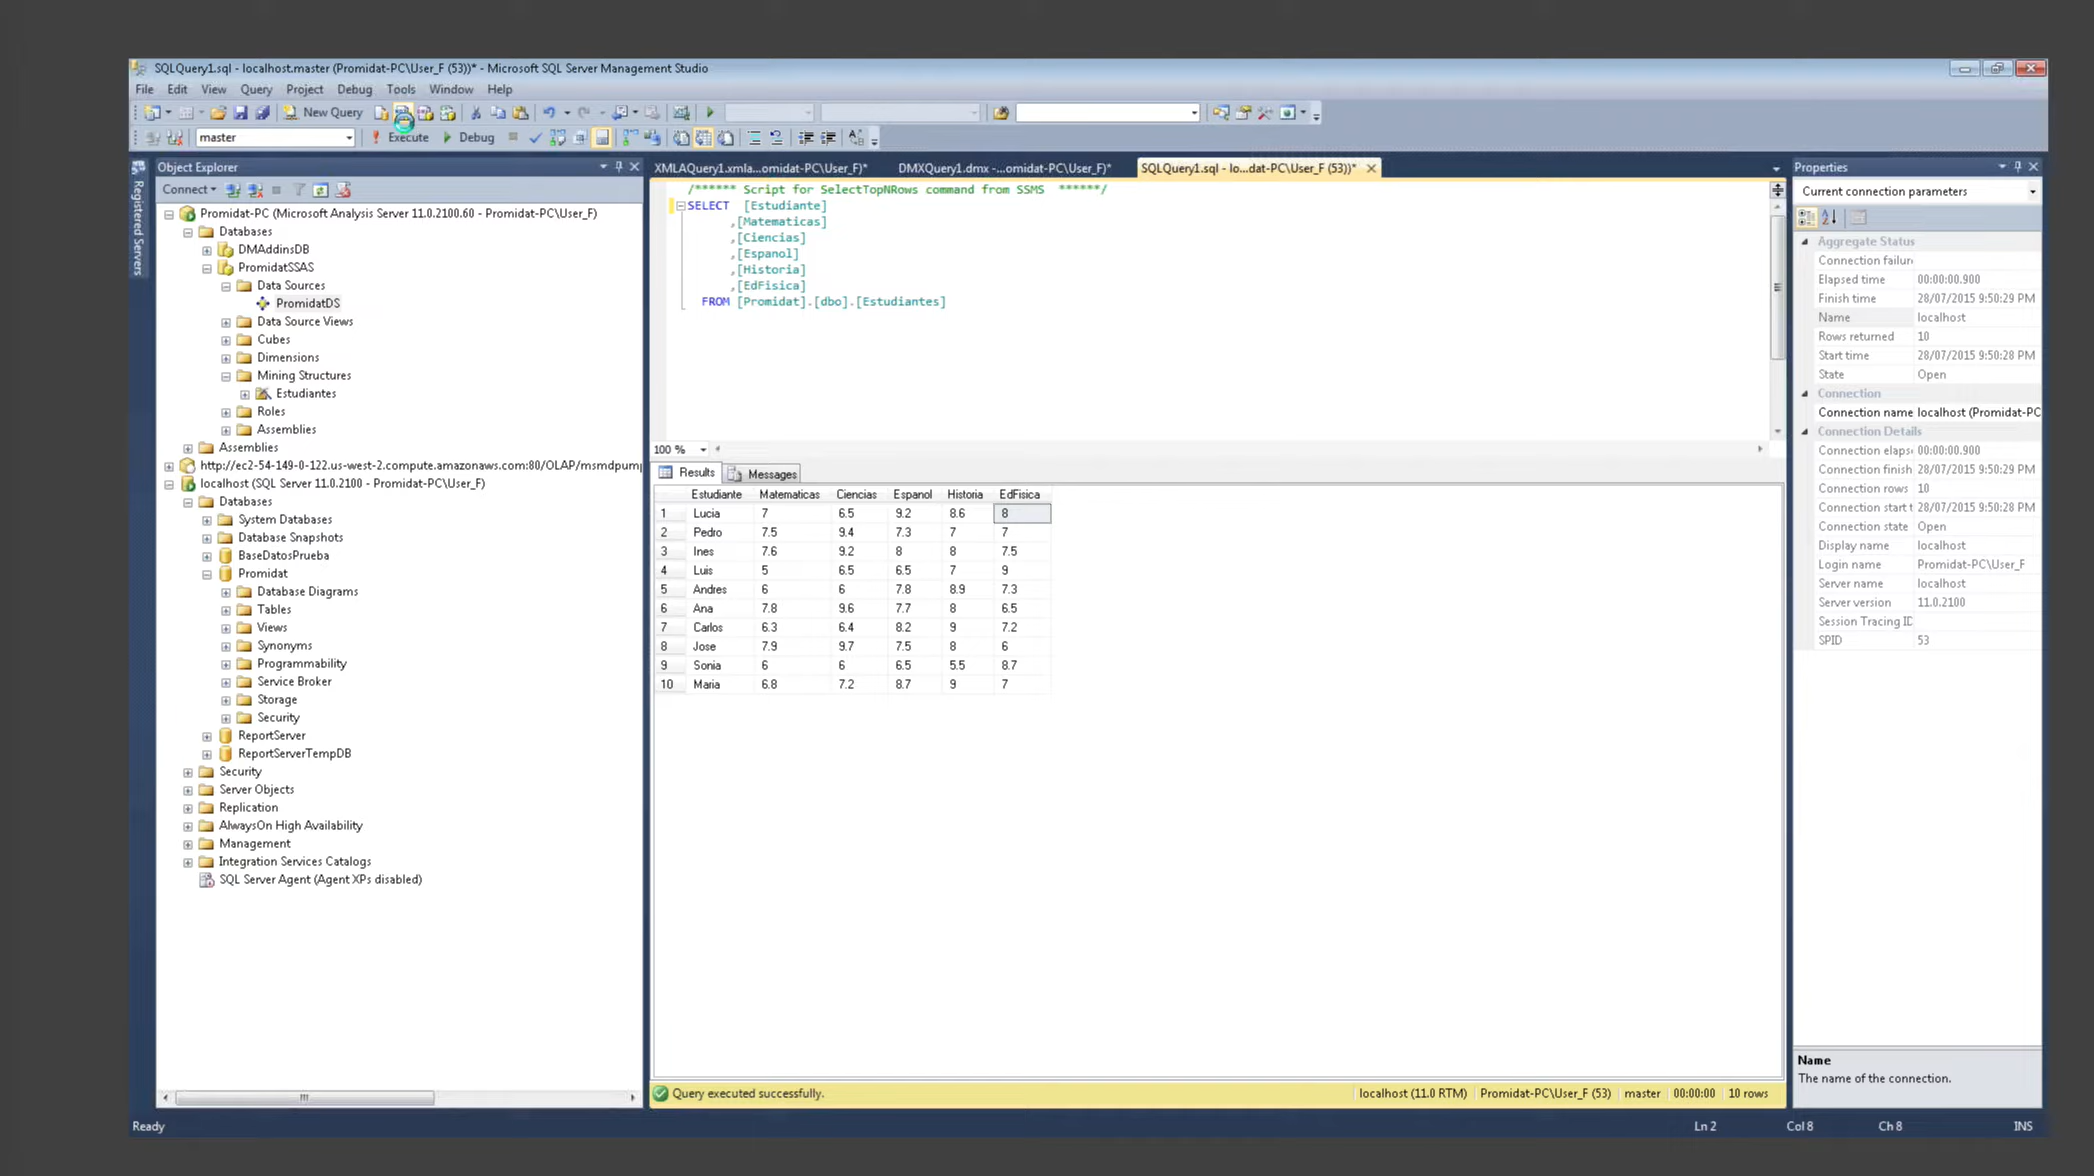 SQLQuery1.sql - localhost.master (Promidat-PC\User_F (53))* - Microsoft SQL Server Management Studio
File Edit View Query Project Debug Tools Window Help
New Query
master Execute Debug
Registered Servers
Object Explorer
Connect
Promidat-PC (Microsoft Analysis Server 11.0.2100.60 - Promidat-PC\User_F)
Databases
DMAddinsDB
PromidatSSAS
Data Sources
PromidatDS
Data Source Views
Cubes
Dimensions
Mining Structures
Estudiantes
Roles
Assemblies
Assemblies
http://ec2-54-149-0-122.us-west-2.compute.amazonaws.com:80/OLAP/msmdpump
localhost (SQL Server 11.0.2100 - Promidat-PC\User_F)
Databases
System Databases
Database Snapshots
BaseDatosPrueba
Promidat
Database Diagrams
Tables
Views
Synonyms
Programmability
Service Broker
Storage
Security
ReportServer
ReportServerTempDB
Security
Server Objects
Replication
AlwaysOn High Availability
Management
Integration Services Catalogs
SQL Server Agent (Agent XPs disabled)
XMLAQuery1.xmla...omidat-PC\User_F)* DMXQuery1.dmx -...omidat-PC\User_F)* SQLQuery1.sql - lo...dat-PC\User_F (53))*
/****** Script for SelectTopNRows command from SSMS ******/
SELECT [Estudiante]
,[Matematicas]
,[Ciencias]
,[Espanol]
,[Historia]
,[EdFisica]
FROM [Promidat].[dbo].[Estudiantes]
100 %
Results Messages
Estudiante Matematicas Ciencias Espanol Historia EdFisica
1 Lucia 7 6.5 9.2 8.6 8
2 Pedro 7.5 9.4 7.3 7 7
3 Ines 7.6 9.2 8 8 7.5
4 Luis 5 6.5 6.5 7 9
5 Andres 6 6 7.8 8.9 7.3
6 Ana 7.8 9.6 7.7 8 6.5
7 Carlos 6.3 6.4 8.2 9 7.2
8 Jose 7.9 9.7 7.5 8 6
9 Sonia 6 6 6.5 5.5 8.7
10 Maria 6.8 7.2 8.7 9 7
Query executed successfully. localhost (11.0 RTM) Promidat-PC\User_F (53) master 00:00:00 10 rows
Properties
Current connection parameters
Aggregate Status
Connection failure
Elapsed time 00:00:00.900
Finish time 28/07/2015 9:50:29 PM
Name localhost
Rows returned 10
Start time 28/07/2015 9:50:28 PM
State Open
Connection
Connection name localhost (Promidat-PC
Connection Details
Connection elaps 00:00:00.900
Connection finish 28/07/2015 9:50:29 PM
Connection rows 10
Connection start t 28/07/2015 9:50:28 PM
Connection state Open
Display name localhost
Login name Promidat-PC\User_F
Server name localhost
Server version 11.0.2100
Session Tracing ID
SPID 53
Name
The name of the connection.
Ready Ln 2 Col 8 Ch 8 INS